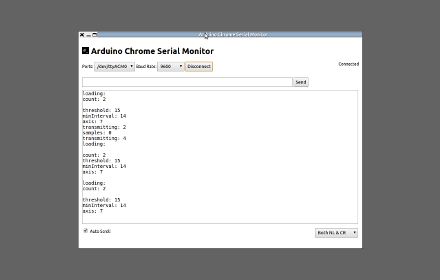 Arduino Chrome Serial Monitor
Arduino Chrome Serial Monitor
Port: /dev/ttyACM0 Baud Rate: 9600 Disconnect
Connected
Send
loading:
count: 2
threshold: 15
minInterval: 14
axis: 7
transmitting: 2
samples: 8
transmitting: 4
loading:
count: 2
threshold: 15
minInterval: 14
axis: 7
loading:
count: 2
threshold: 15
minInterval: 14
axis: 7
Auto Scroll
Both NL & CR